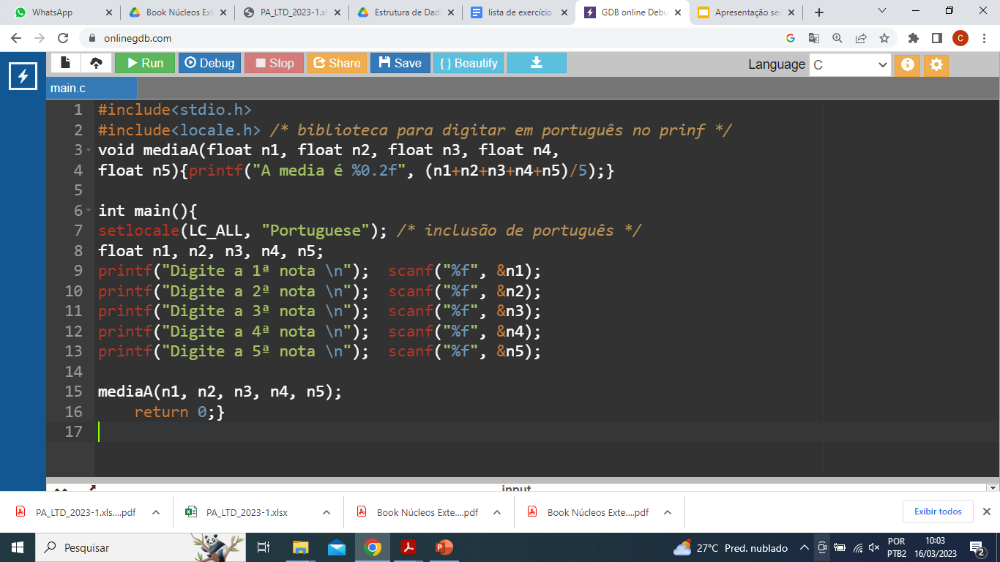 WhatsApp Book Núcleos Ext PA_LTD_2023-1.xl Estrutura de Dad lista de exercício GDB online Debu Apresentação ser
onlinegdb.com C
Run Debug Stop Share Save { } Beautify Language C
main.c
1 #include<stdio.h>
2 #include<locale.h> /* biblioteca para digitar em português no prinf */
3 void mediaA(float n1, float n2, float n3, float n4,
4 float n5){printf("A media é %0.2f", (n1+n2+n3+n4+n5)/5);}
5
6 int main(){
7 setlocale(LC_ALL, "Portuguese"); /* inclusão de português */
8 float n1, n2, n3, n4, n5;
9 printf("Digite a 1ª nota \n");  scanf("%f", &n1);
10 printf("Digite a 2ª nota \n");  scanf("%f", &n2);
11 printf("Digite a 3ª nota \n");  scanf("%f", &n3);
12 printf("Digite a 4ª nota \n");  scanf("%f", &n4);
13 printf("Digite a 5ª nota \n");  scanf("%f", &n5);
14
15 mediaA(n1, n2, n3, n4, n5);
16     return 0;}
17
input
PA_LTD_2023-1.xls....pdf PA_LTD_2023-1.xlsx Book Núcleos Exte....pdf Book Núcleos Exte....pdf Exibir todos
Pesquisar 27°C Pred. nublado POR 10:03
PTB2 16/03/2023 2